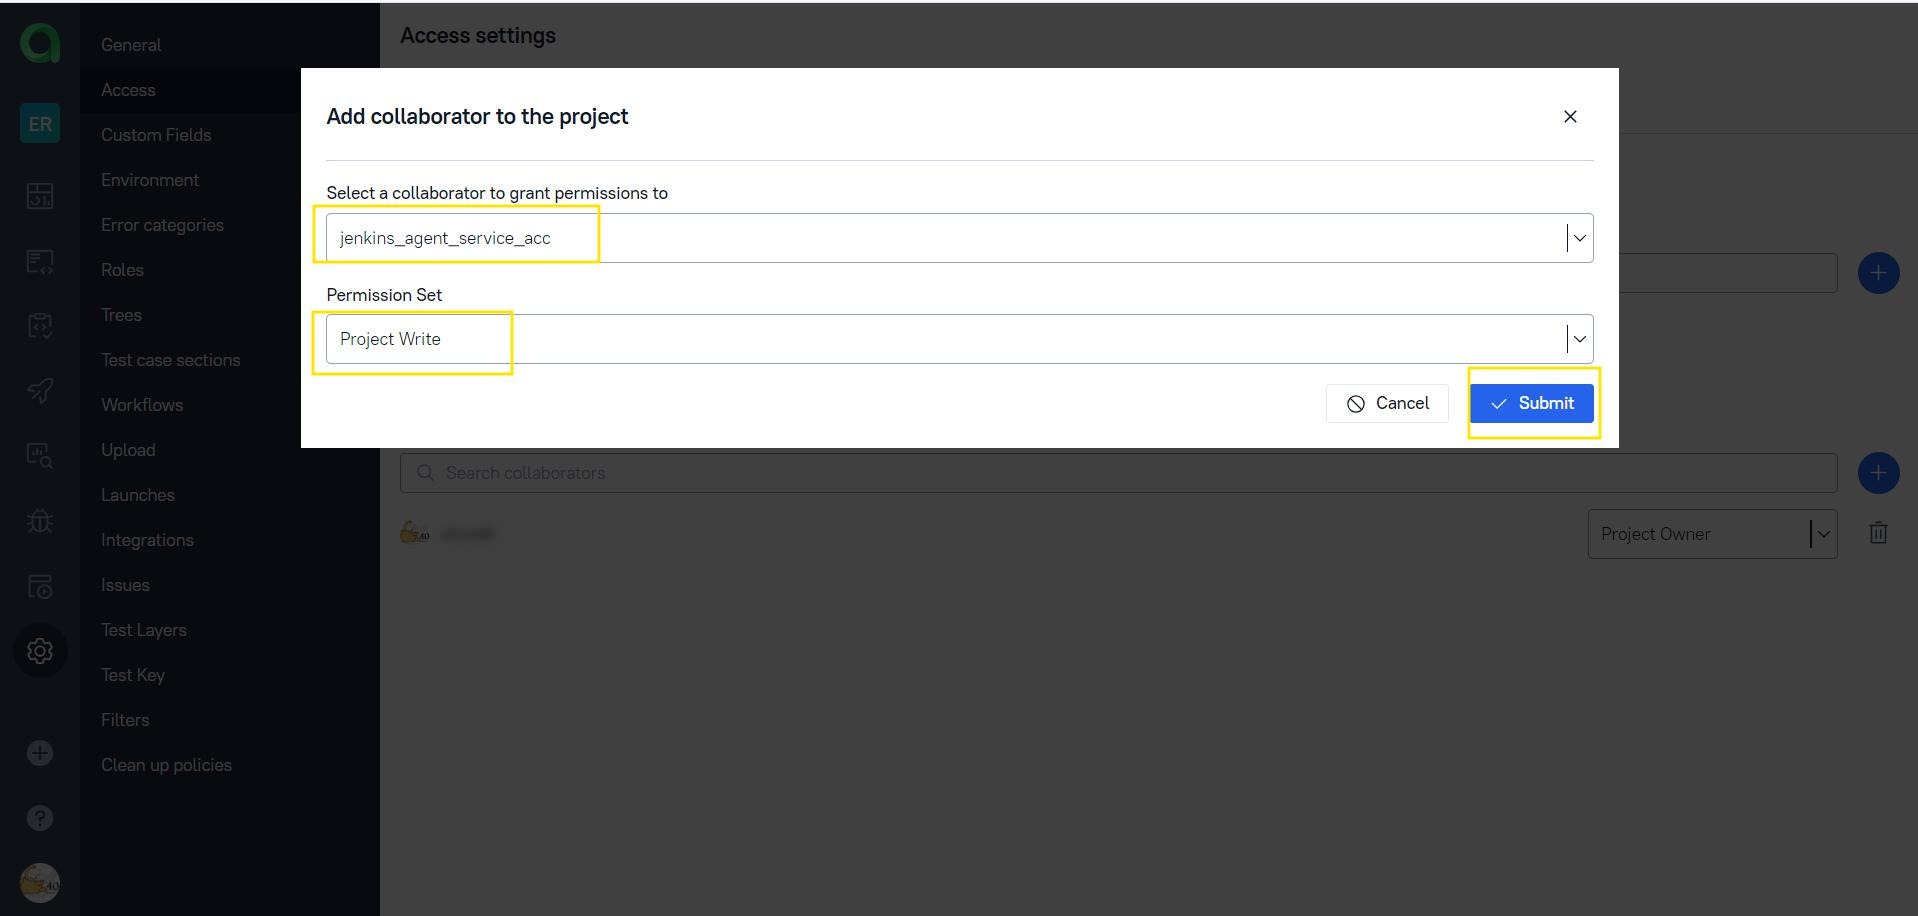 Access settings
ER
General
Access
Custom Fields
Environment
Error categories
Roles
Trees
Test case sections
Workflows
Upload
Launches
Integrations
Issues
Test Layers
Test Key
Filters
Clean up policies
Add collaborator to the project
Select a collaborator to grant permissions to
jenkins_agent_service_acc
Permission Set
Project Write
Cancel
Submit
Search collaborators
Project Owner